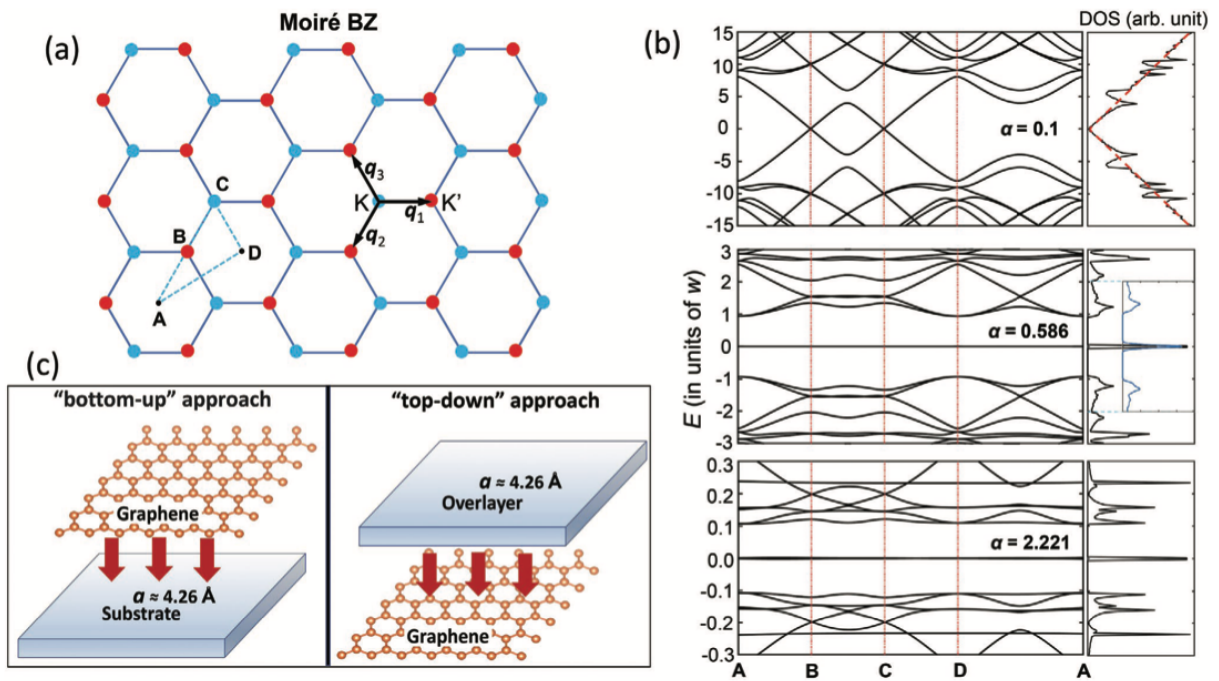 (a)
Moiré BZ
C
B
D
A
K
K'
q1
q2
q3
(b)
DOS (arb. unit)
E (in units of w)
15
10
5
0
-5
-10
-15
α = 0.1
3
2
1
0
-1
-2
-3
α = 0.586
0.3
0.2
0.1
0.0
-0.1
-0.2
-0.3
α = 2.221
A B C D A
(c)
"bottom-up" approach
Graphene
a ≈ 4.26 Å
Substrate
"top-down" approach
a ≈ 4.26 Å
Overlayer
Graphene